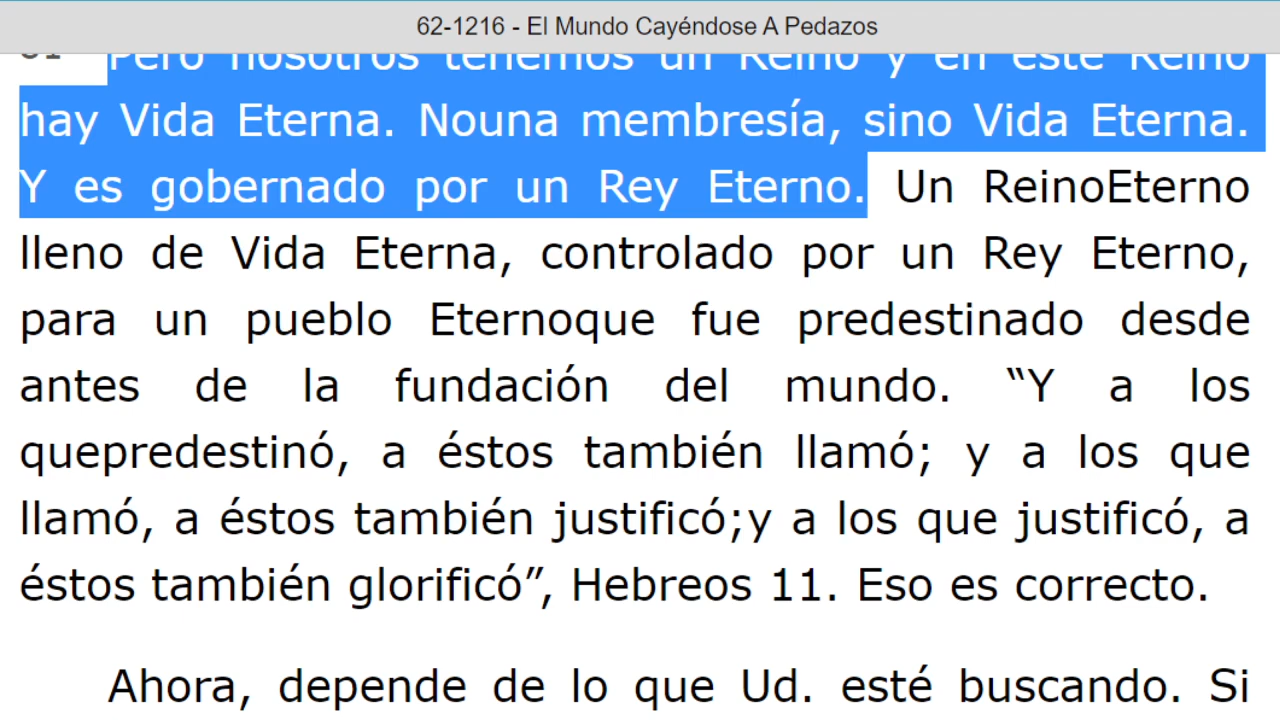 62-1216 - El Mundo Cayéndose A Pedazos
Pero nosotros tenemos un Reino y en este Reino
hay Vida Eterna. Nouna membresía, sino Vida Eterna.
Y es gobernado por un Rey Eterno. Un ReinoEterno
lleno de Vida Eterna, controlado por un Rey Eterno,
para un pueblo Eternoque fue predestinado desde
antes de la fundación del mundo. “Y a los
quepredestinó, a éstos también llamó; y a los que
llamó, a éstos también justificó;y a los que justificó, a
éstos también glorificó”, Hebreos 11. Eso es correcto.
Ahora, depende de lo que Ud. esté buscando. Si